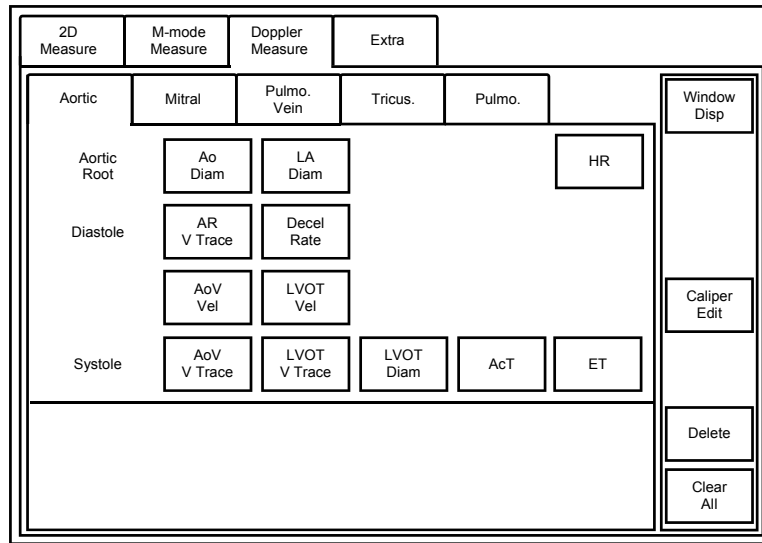 2D
Measure
M-mode
Measure
Doppler
Measure
Extra
Aortic
Mitral
Pulmo.
Vein
Tricus.
Pulmo.
Window
Disp
Aortic
Root
Ao
Diam
LA
Diam
HR
Diastole
AR
V Trace
Decel
Rate
AoV
Vel
LVOT
Vel
Caliper
Edit
Systole
AoV
V Trace
LVOT
V Trace
LVOT
Diam
AcT
ET
Delete
Clear
All